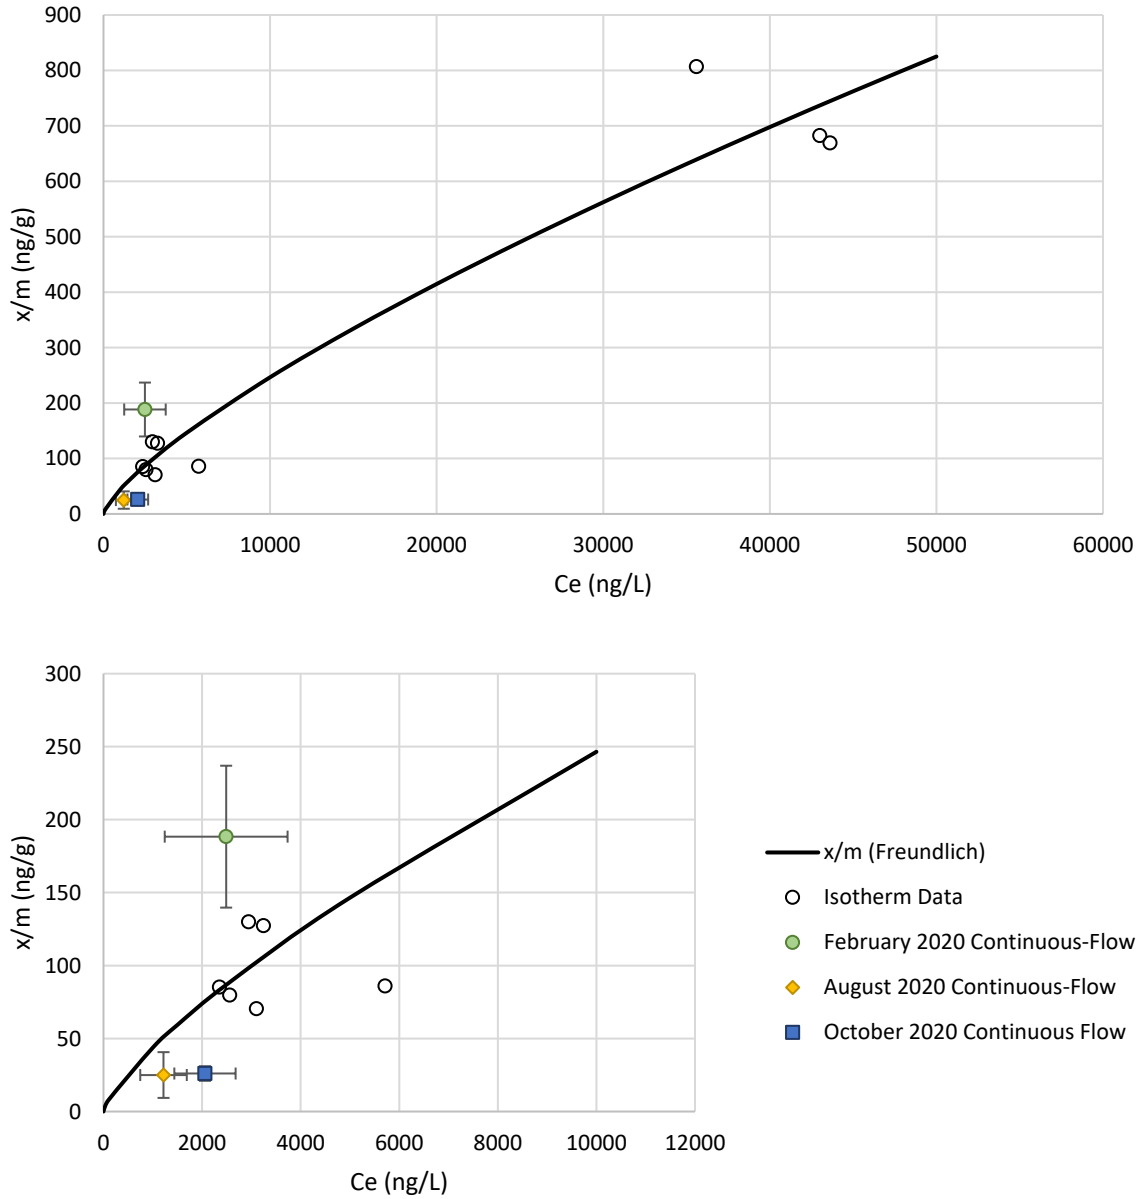 900
800
700
600
500
400
300
200
100
0
x/m (ng/g)
0 10000 20000 30000 40000 50000 60000
Ce (ng/L)
300
250
200
150
100
50
0
x/m (ng/g)
0 2000 4000 6000 8000 10000 12000
Ce (ng/L)
x/m (Freundlich)
Isotherm Data
February 2020 Continuous-Flow
August 2020 Continuous-Flow
October 2020 Continuous Flow